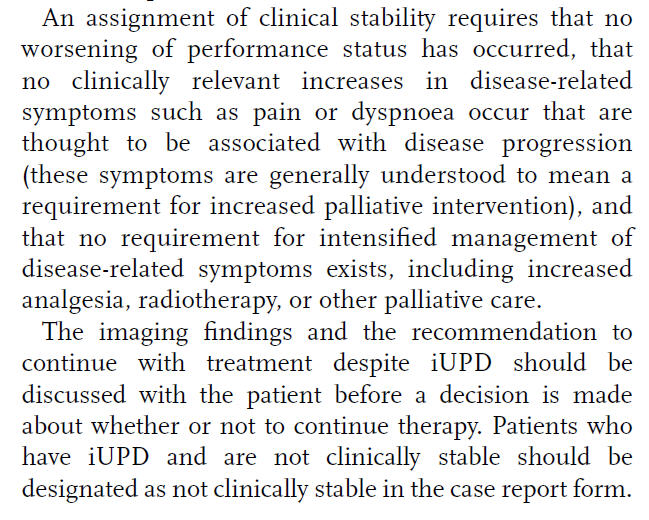 An assignment of clinical stability requires that no
worsening of performance status has occurred, that
no clinically relevant increases in disease-related
symptoms such as pain or dyspnoea occur that are
thought to be associated with disease progression
(these symptoms are generally understood to mean a
requirement for increased palliative intervention), and
that no requirement for intensified management of
disease-related symptoms exists, including increased
analgesia, radiotherapy, or other palliative care.
The imaging findings and the recommendation to
continue with treatment despite iUPD should be
discussed with the patient before a decision is made
about whether or not to continue therapy. Patients who
have iUPD and are not clinically stable should be
designated as not clinically stable in the case report form.